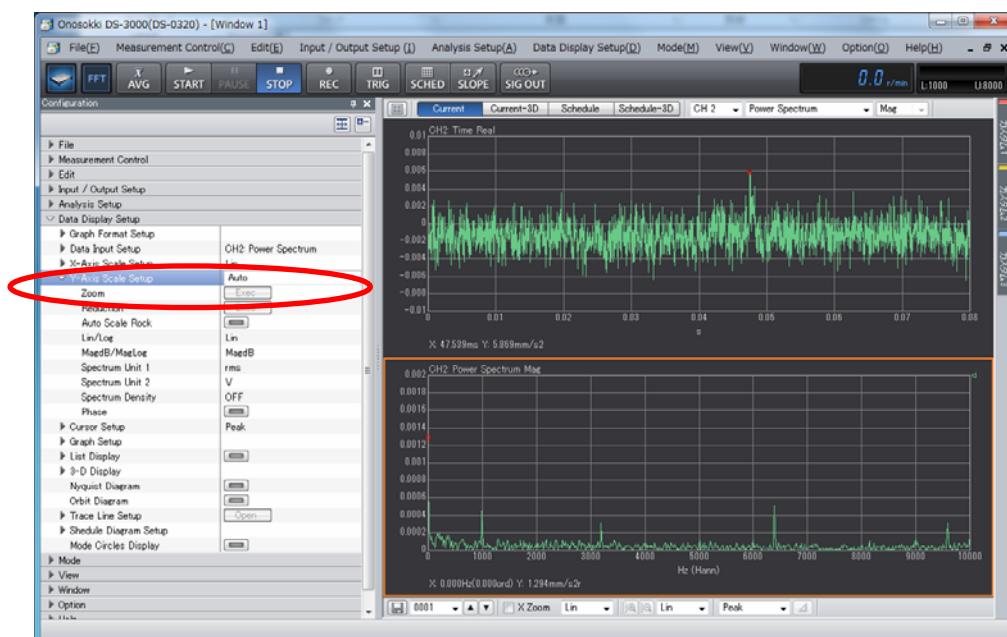 Onosokki DS-3000(DS-0320) - [Window 1]
File(F) Measurement Control(C) Edit(E) Input / Output Setup (I) Analysis Setup(A) Data Display Setup(D) Mode(M) View(V) Window(W) Option(O) Help(H)
FFT AVG START PAUSE STOP REC TRIG SCHED SLOPE SIG OUT 0.0 r/min L:1000 U:8000
Configuration
Current Current-3D Schedule Schedule-3D CH 2 Power Spectrum Mag
File
Measurement Control
Edit
Input / Output Setup
Analysis Setup
Data Display Setup
Graph Format Setup
Data Input Setup CH2: Power Spectrum
X-Axis Scale Setup Lin
Y-Axis Scale Setup Auto
Zoom Exec
Reduction
Auto Scale Rock
Lin/Log Lin
MagdB/MagLog MagdB
Spectrum Unit 1 rms
Spectrum Unit 2 V
Spectrum Density OFF
Phase
Cursor Setup Peak
Graph Setup
List Display
3-D Display
Nyquist Diagram
Orbit Diagram
Trace Line Setup Open
Shedule Diagram Setup
Mode Circles Display
Mode
View
Window
Option
Help
CH2: Time Real
0.01
0.008
0.006
0.004
0.002
0
-0.002
-0.004
-0.006
-0.008
-0.01
0 0.01 0.02 0.03 0.04 0.05 0.06 0.07 0.08
s
X: 47.539ms Y: 5.869mm/s2
CH2: Power Spectrum Mag
0.002
0.0018
0.0016
0.0014
0.0012
0.001
0.0008
0.0006
0.0004
0.0002
0
0 1000 2000 3000 4000 5000 6000 7000 8000 9000 10000
Hz (Hann)
X: 0.000Hz(0.000ord) Y: 1.294mm/s2r
0001 X Zoom Lin Lin Peak